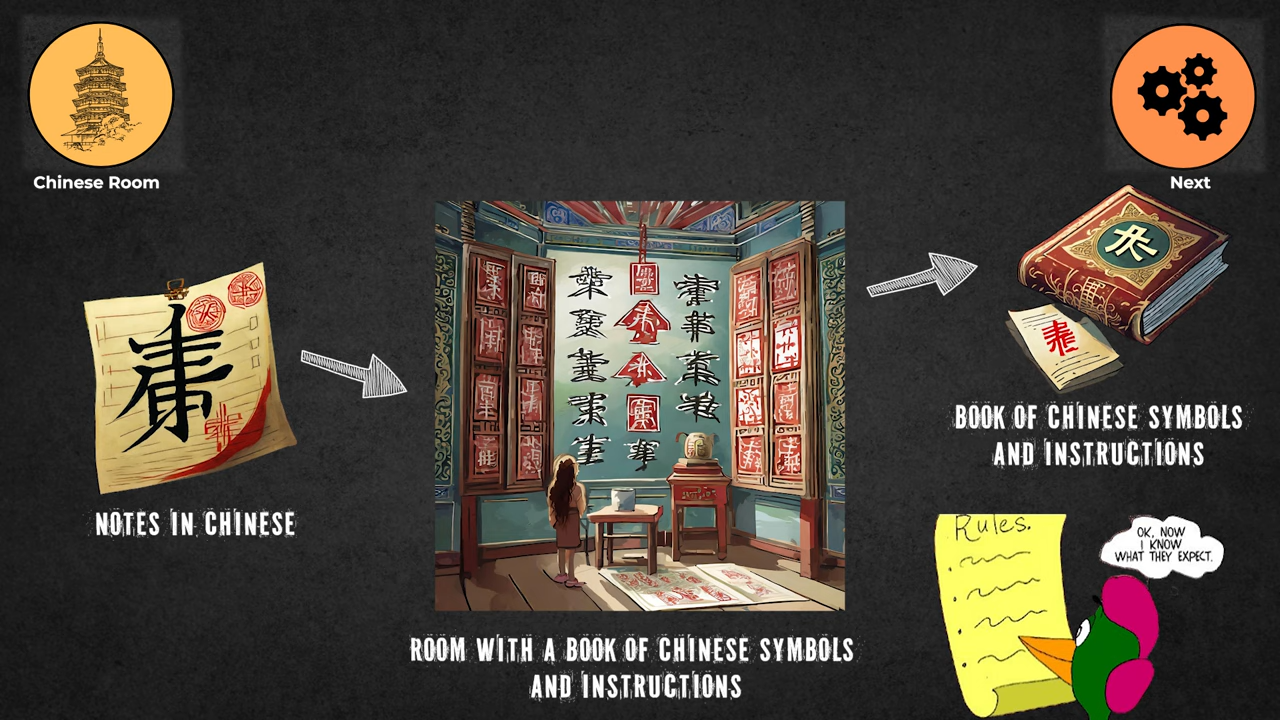 Chinese Room
Next
NOTES IN CHINESE
ROOM WITH A BOOK OF CHINESE SYMBOLS
AND INSTRUCTIONS
BOOK OF CHINESE SYMBOLS
AND INSTRUCTIONS
Rules.
OK, NOW
I KNOW
WHAT THEY EXPECT.